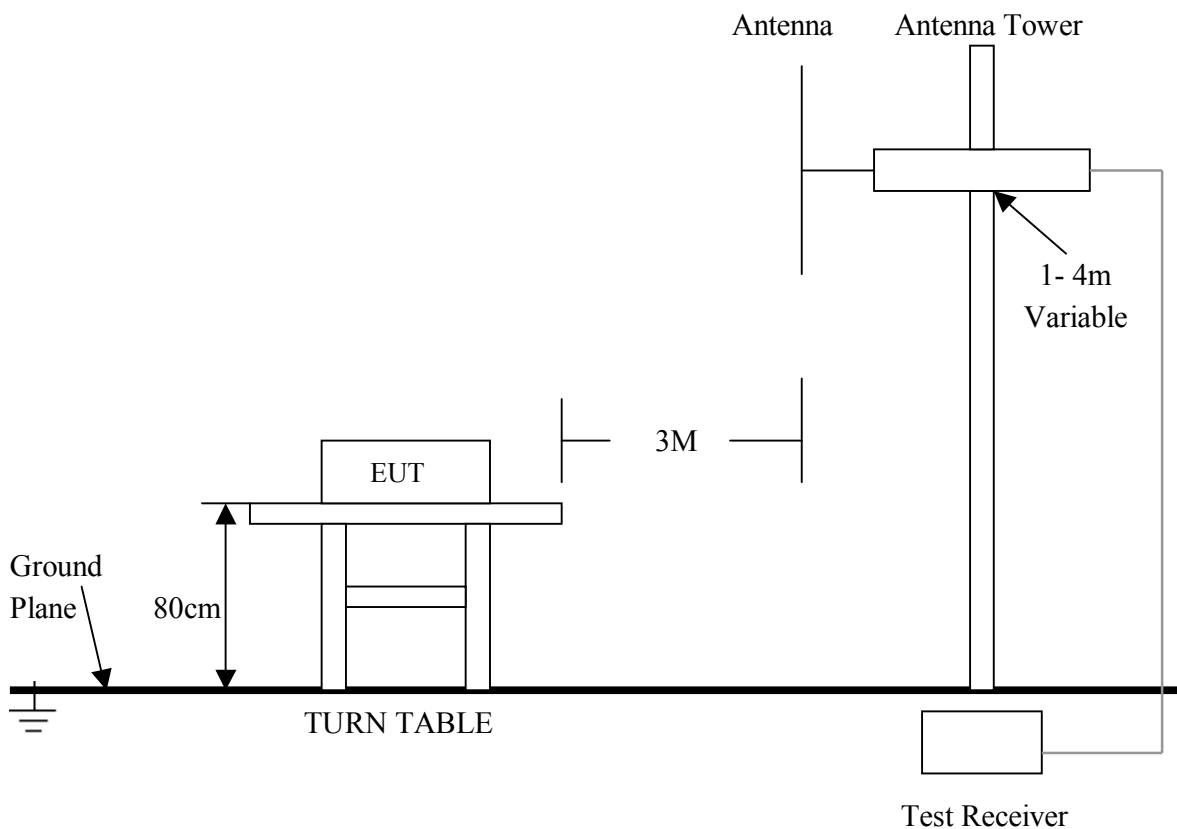 Antenna
Antenna Tower
1- 4m
Variable
3M
EUT
Ground
Plane
80cm
TURN TABLE
Test Receiver